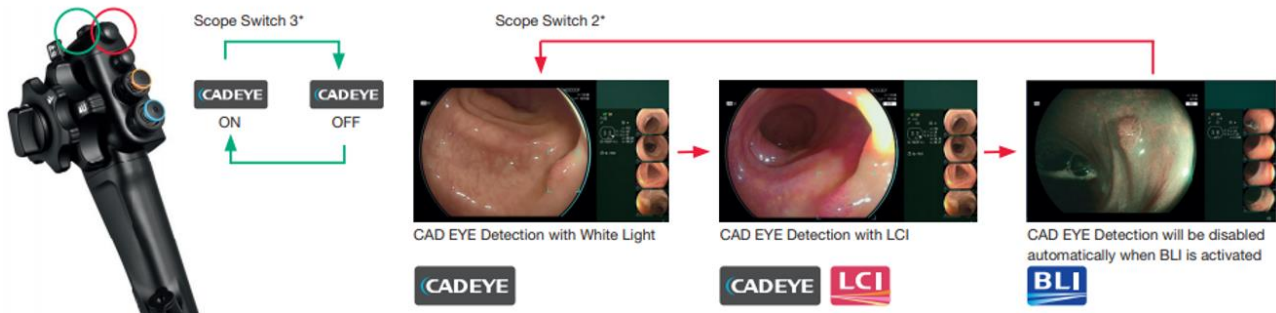 Scope Switch 3*
CADEYE
CADEYE
ON
OFF
Scope Switch 2*
CAD EYE Detection with White Light
CADEYE
CAD EYE Detection with LCI
CADEYE
LCI
CAD EYE Detection will be disabled
automatically when BLI is activated
BLI